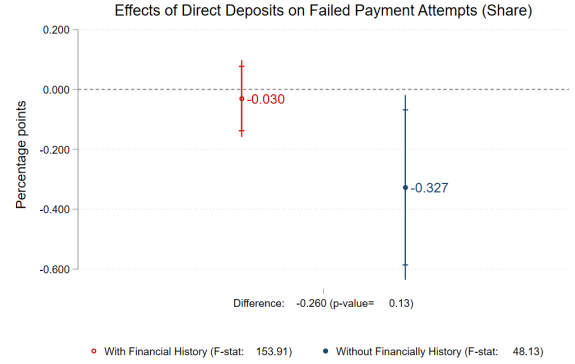 Effects of Direct Deposits on Failed Payment Attempts (Share)
0.200
0.000
-0.200
-0.400
-0.600
Percentage points
-0.030
-0.327
Difference: -0.260 (p-value= 0.13)
With Financial History (F-stat: 153.91) Without Financially History (F-stat: 48.13)